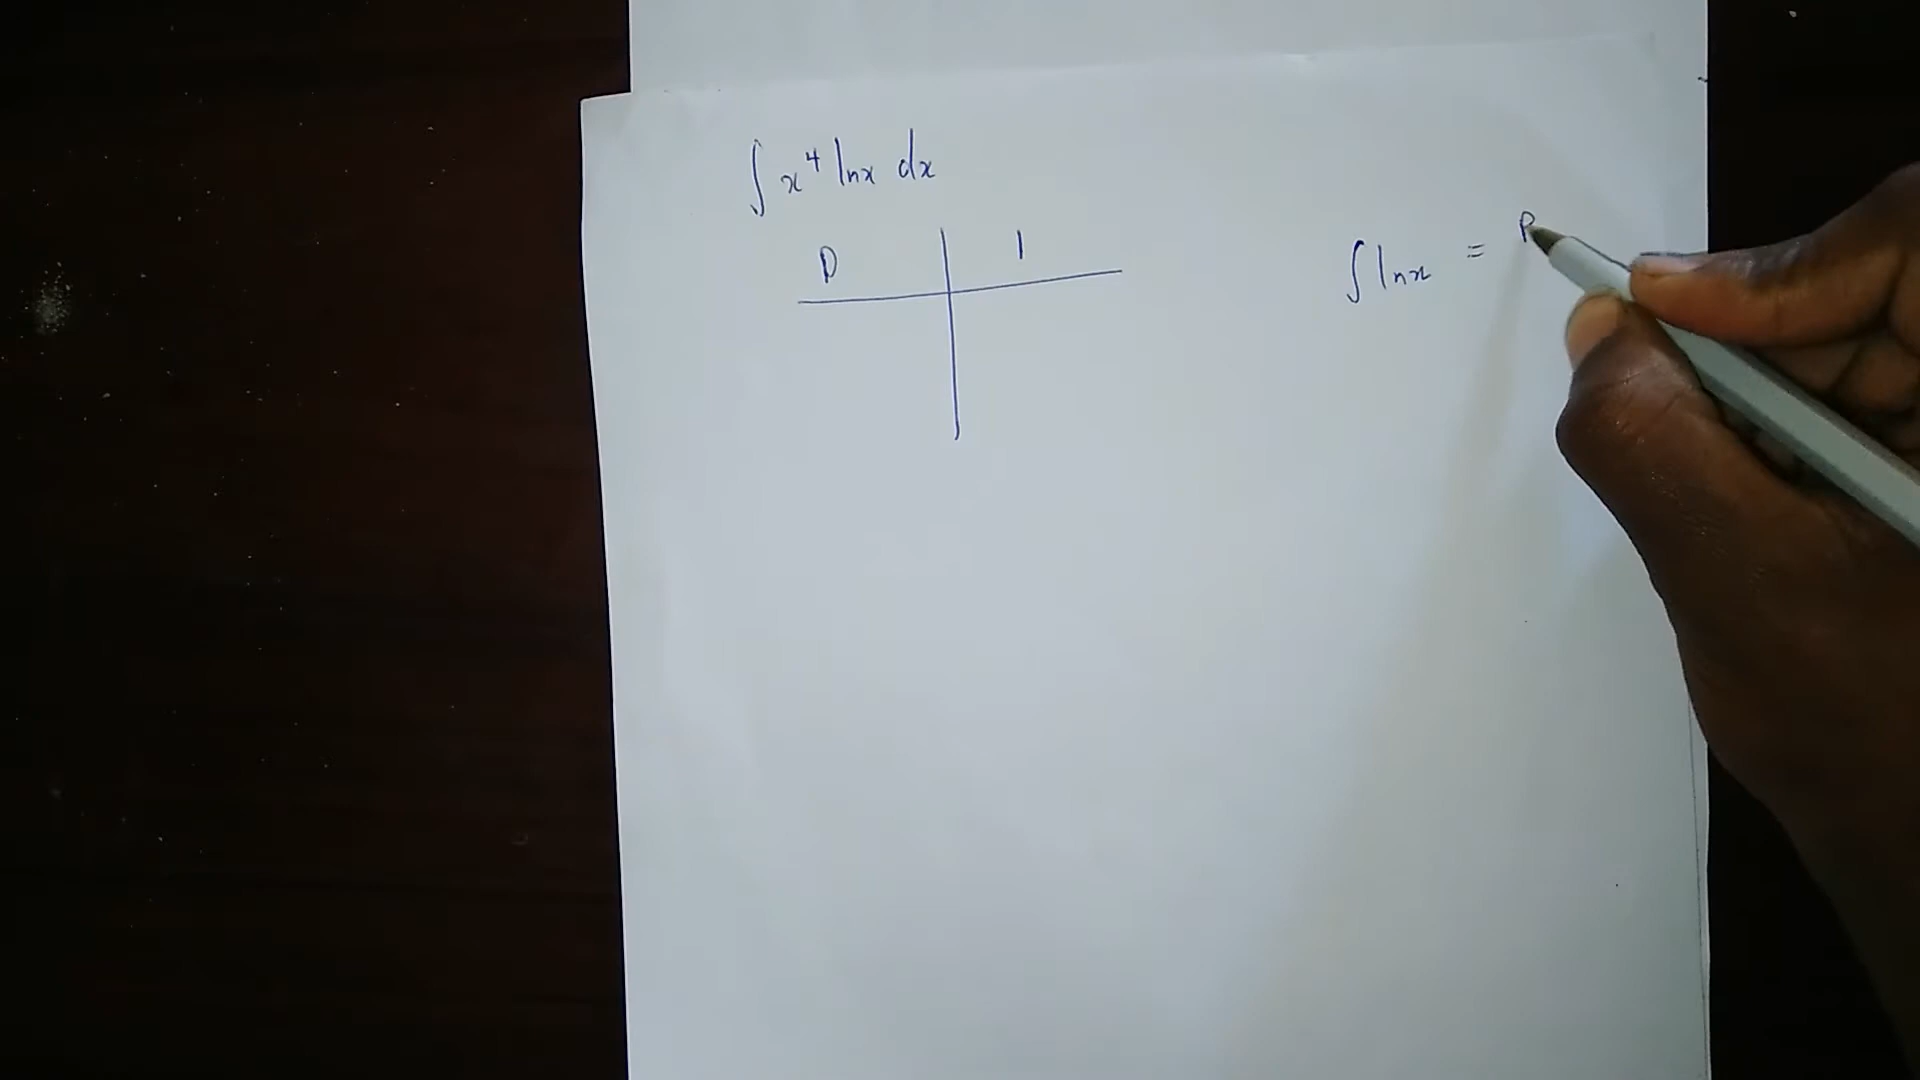 ∫ x⁴ lnx dx
D | I
∫ lnx =